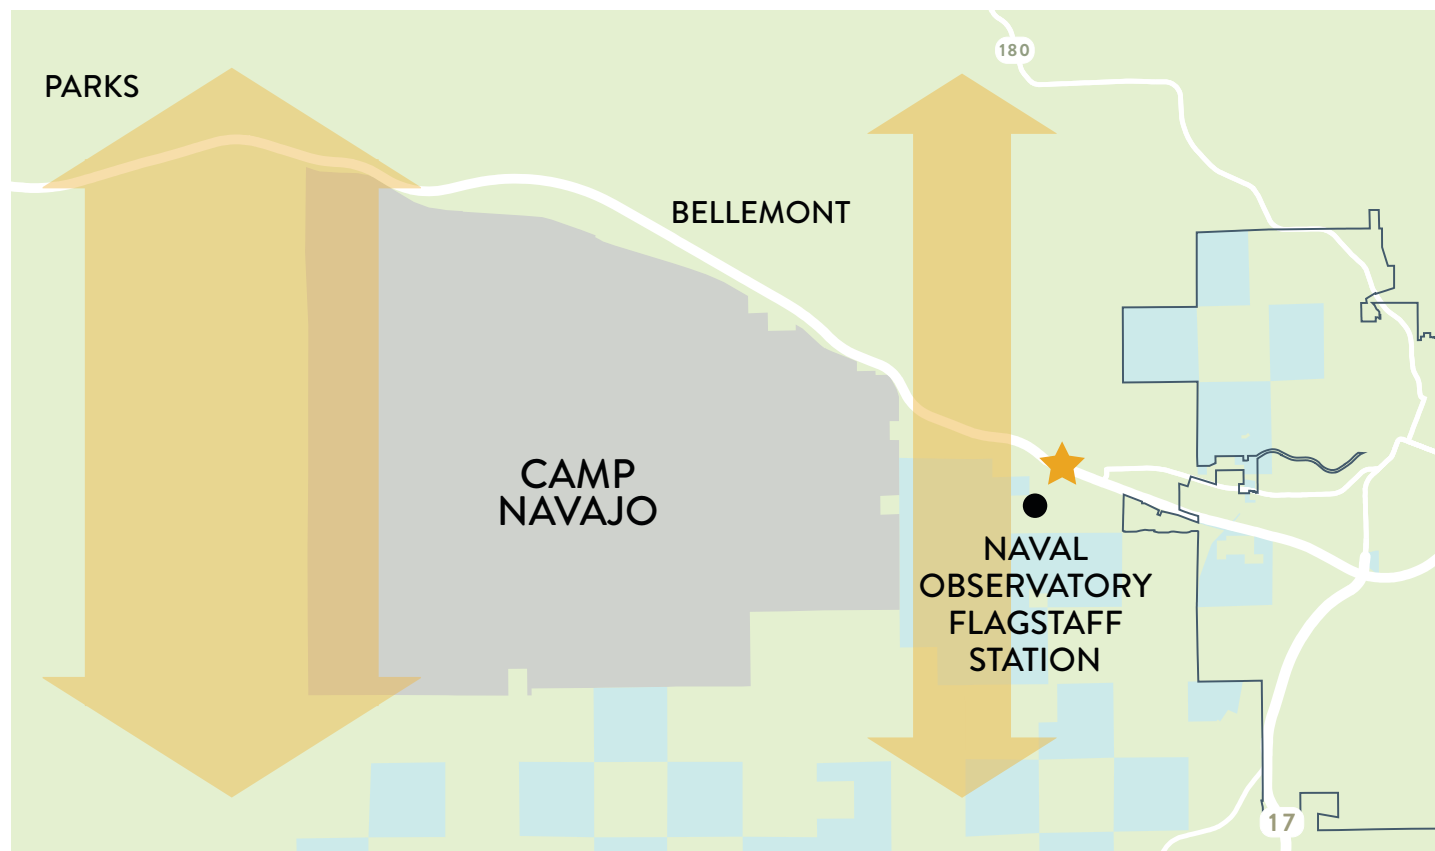 180
PARKS
BELLEMONT
CAMP
NAVAJO
NAVAL
OBSERVATORY
FLAGSTAFF
STATION
17